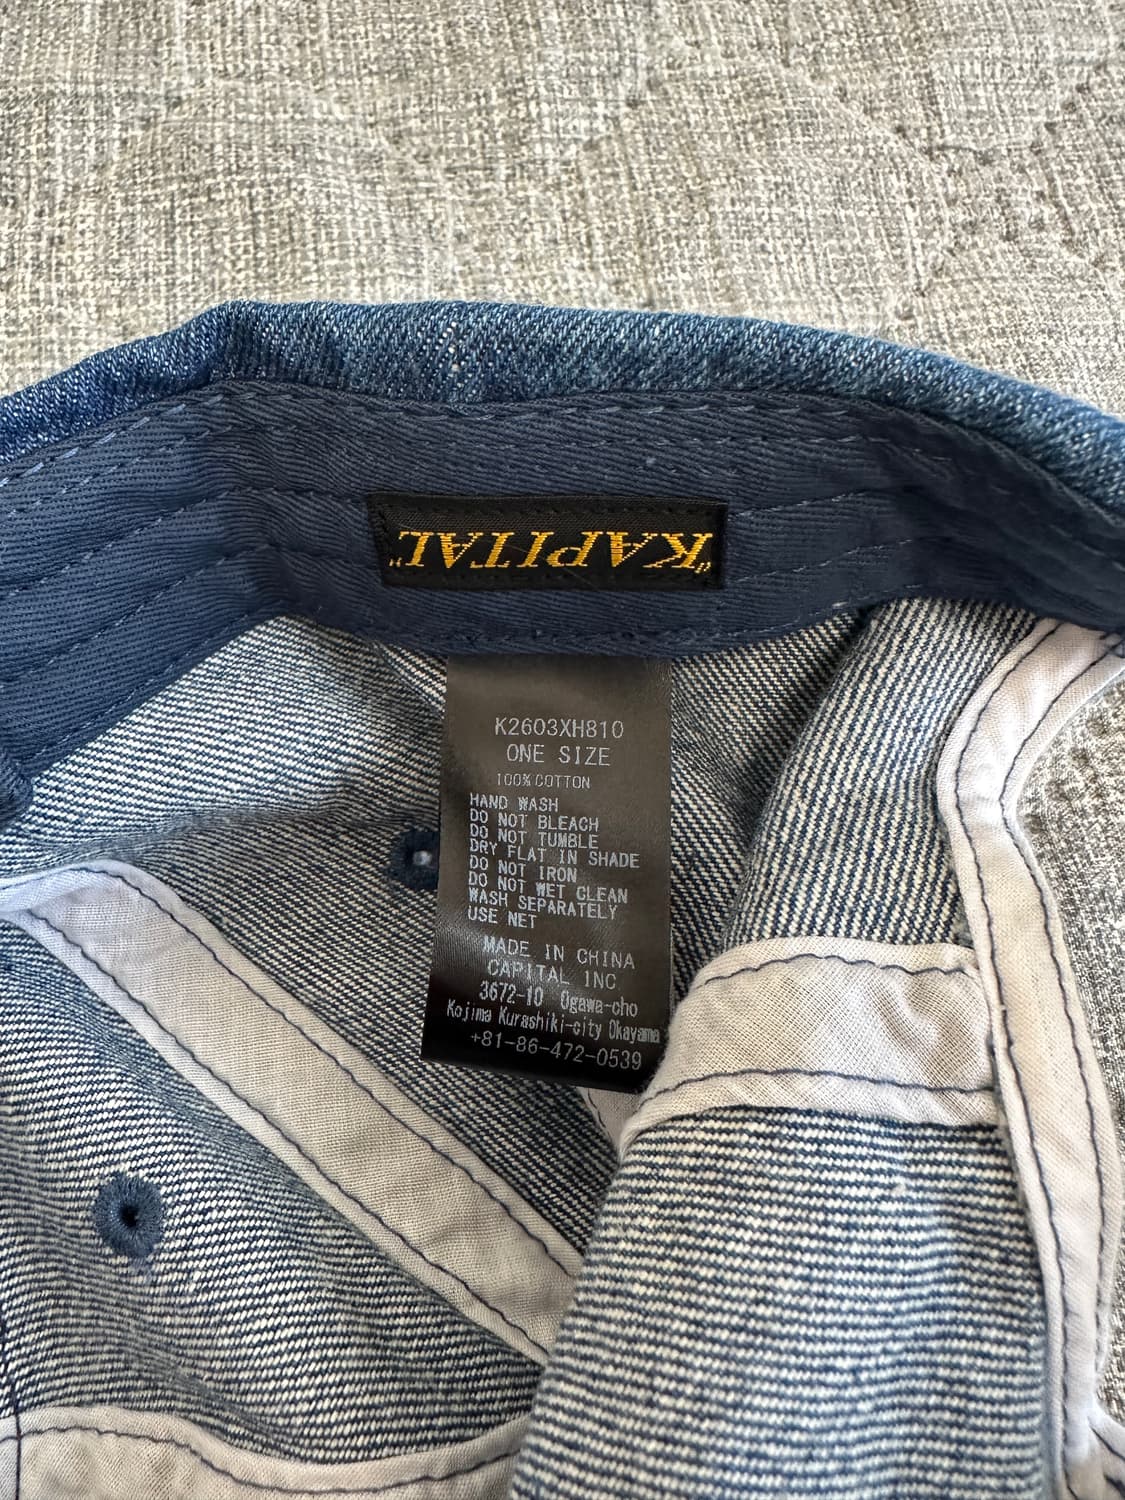 "KAPITAL"
K2603XH810
ONE SIZE
100% COTTON
HAND WASH
DO NOT BLEACH
DO NOT TUMBLE
DRY FLAT IN SHADE
DO NOT IRON
DO NOT WET CLEAN
WASH SEPARATELY
USE NET
MADE IN CHINA
CAPITAL INC.
3672-10 Ogawa-cho
Kojima Kurashiki-city Okayama
+81-86-472-0539